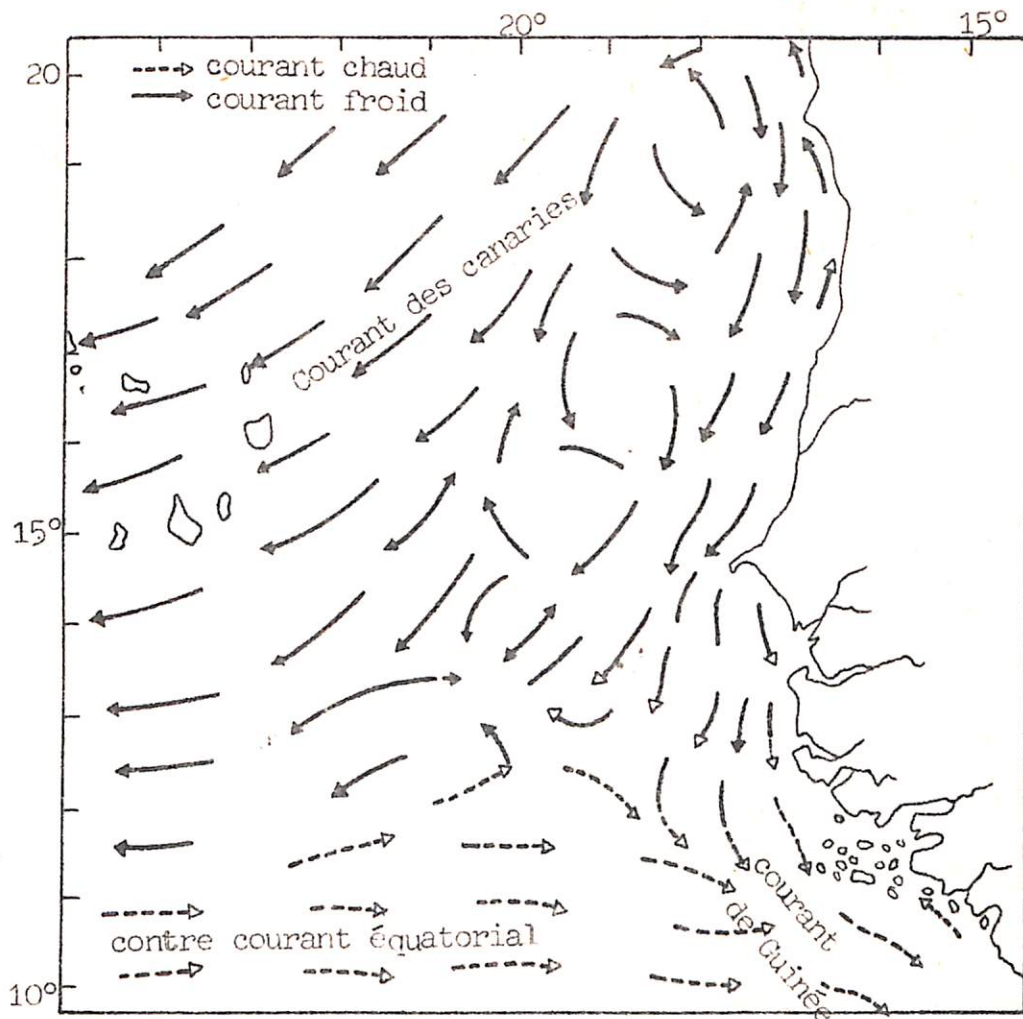 20° 15°
20
courant chaud
courant froid
Courant des canaries
15°
contre courant équatorial
courant
de Guinée
10°